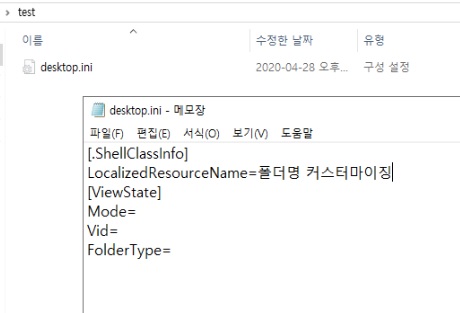 test
이름
수정한 날짜
유형
desktop.ini
2020-04-28 오후...
구성 설정
desktop.ini - 메모장
파일(F) 편집(E) 서식(O) 보기(V) 도움말
[.ShellClassInfo]
LocalizedResourceName=폴더명 커스터마이징
[ViewState]
Mode=
Vid=
FolderType=